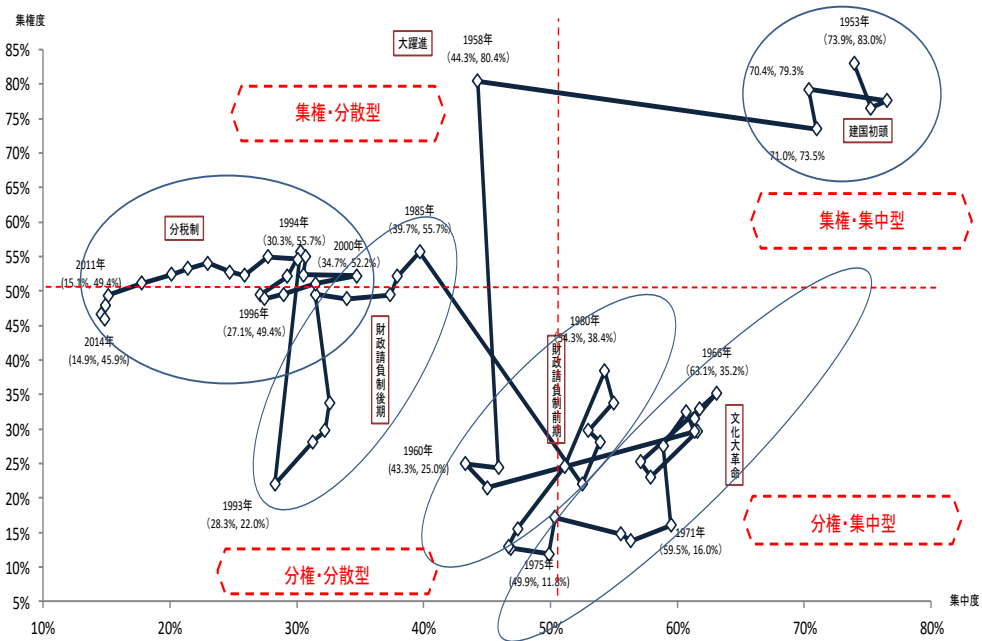 集権度
85%
80%
75%
70%
65%
60%
55%
50%
45%
40%
35%
30%
25%
20%
15%
10%
5%
大躍進
1958年
(44.3%, 80.4%)
1953年
(73.9%, 83.0%)
70.4%, 79.3%
建国初頭
71.0%, 73.5%
集権・分散型
集権・集中型
分税制
1994年
(30.3%, 55.7%)
1985年
(39.7%, 55.7%)
2000年
(34.7%, 52.2%)
2011年
(15.1%, 49.4%)
1996年
(27.1%, 49.4%)
2014年
(14.9%, 45.9%)
財政請負制後期
財政請負制前期
1980年
54.3%, 38.4%)
1966年
(63.1%, 35.2%)
文化大革命
1960年
(43.3%, 25.0%)
1993年
(28.3%, 22.0%)
1971年
(59.5%, 16.0%)
分権・集中型
1975年
(49.9%, 11.8%)
分権・分散型
集中度
10%
20%
30%
40%
50%
60%
70%
80%